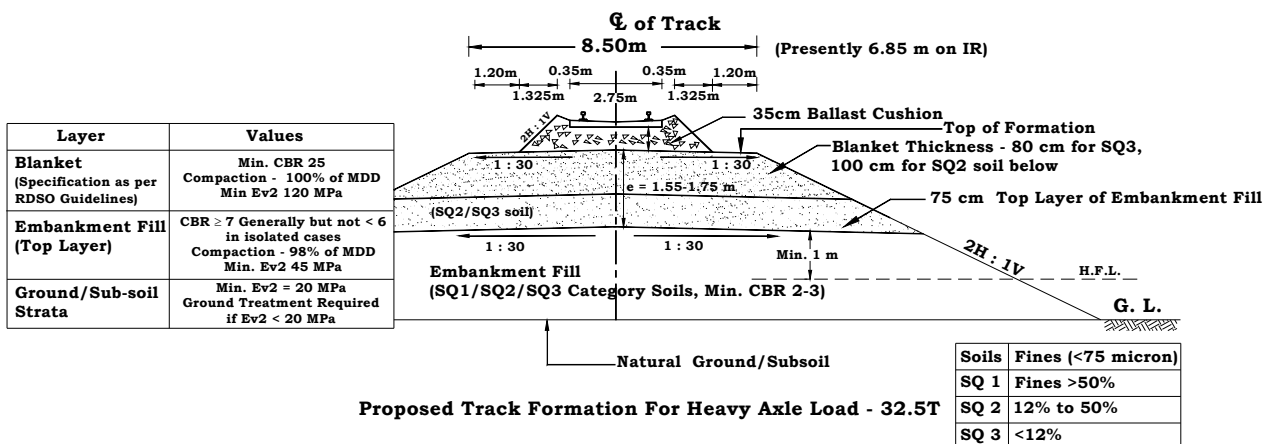 ℄ of Track
8.50m
(Presently 6.85 m on IR)
1.20m 0.35m 0.35m 1.20m
1.325m 2.75m 1.325m
2H : 1V
35cm Ballast Cushion
Top of Formation
Blanket Thickness - 80 cm for SQ3,
100 cm for SQ2 soil below
1 : 30 1 : 30
e = 1.55-1.75 m
75 cm Top Layer of Embankment Fill
(SQ2/SQ3 soil)
1 : 30 1 : 30
Min. 1 m
2H : 1V
H.F.L.
Embankment Fill
(SQ1/SQ2/SQ3 Category Soils, Min. CBR 2-3)
G. L.
Natural Ground/Subsoil
Layer Values
Blanket
(Specification as per
RDSO Guidelines)
Min. CBR 25
Compaction - 100% of MDD
Min Ev2 120 MPa
Embankment Fill
(Top Layer)
CBR ≥ 7 Generally but not < 6
in isolated cases
Compaction - 98% of MDD
Min. Ev2 45 MPa
Ground/Sub-soil
Strata
Min. Ev2 = 20 MPa
Ground Treatment Required
if Ev2 < 20 MPa
Soils Fines (<75 micron)
SQ 1 Fines >50%
SQ 2 12% to 50%
SQ 3 <12%
Proposed Track Formation For Heavy Axle Load - 32.5T